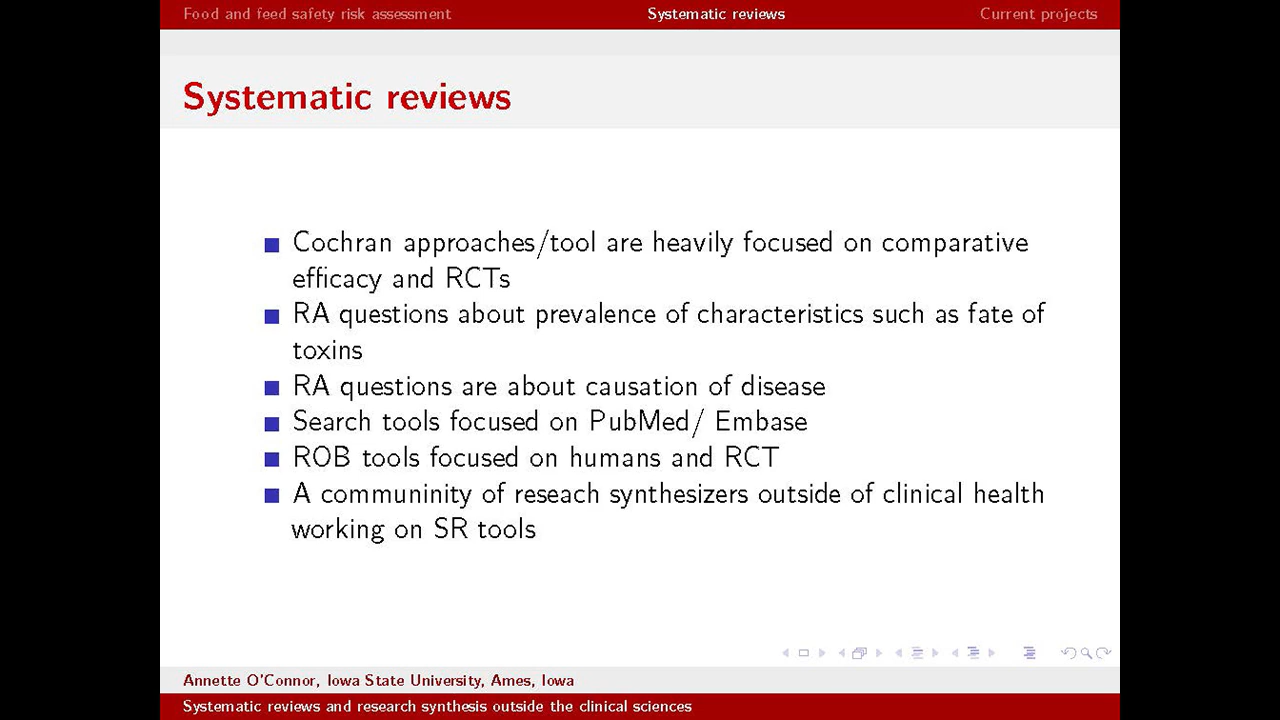 Food and feed safety risk assessment Systematic reviews Current projects
Systematic reviews
Cochran approaches/tool are heavily focused on comparative
efficacy and RCTs
RA questions about prevalence of characteristics such as fate of
toxins
RA questions are about causation of disease
Search tools focused on PubMed/ Embase
ROB tools focused on humans and RCT
A communinity of reseach synthesizers outside of clinical health
working on SR tools
Annette O'Connor, Iowa State University, Ames, Iowa
Systematic reviews and research synthesis outside the clinical sciences